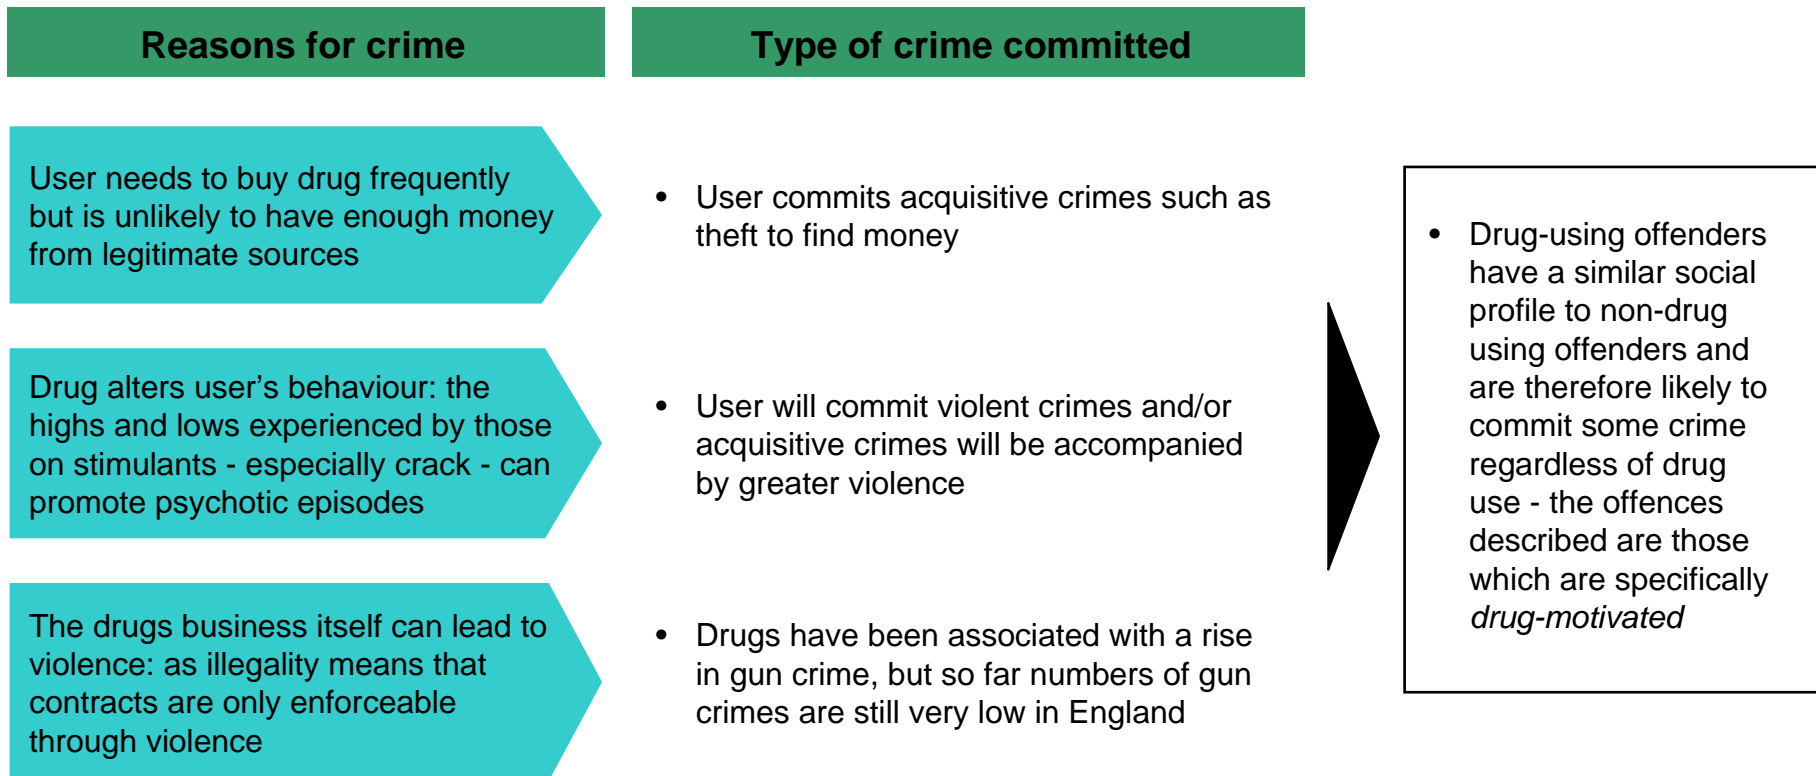 Reasons for crime
Type of crime committed
User needs to buy drug frequently
but is unlikely to have enough money
from legitimate sources
• User commits acquisitive crimes such as
theft to find money
Drug alters user’s behaviour: the
highs and lows experienced by those
on stimulants - especially crack - can
promote psychotic episodes
• User will commit violent crimes and/or
acquisitive crimes will be accompanied
by greater violence
The drugs business itself can lead to
violence: as illegality means that
contracts are only enforceable
through violence
• Drugs have been associated with a rise
in gun crime, but so far numbers of gun
crimes are still very low in England
• Drug-using offenders
have a similar social
profile to non-drug
using offenders and
are therefore likely to
commit some crime
regardless of drug
use - the offences
described are those
which are specifically
drug-motivated